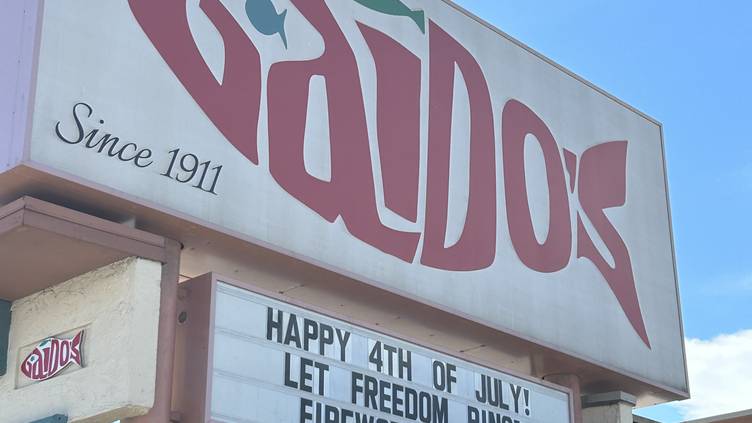 GAIDO'S
Since 1911
GAIDO'S
HAPPY 4TH OF JULY!
LET FREEDOM RING!